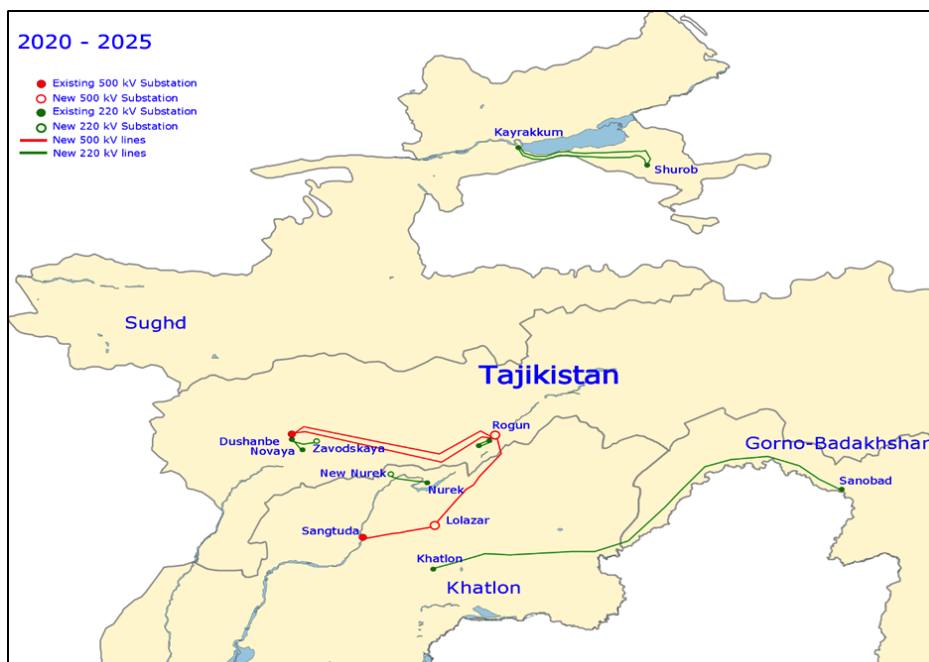 2020 - 2025
Existing 500 kV Substation
New 500 kV Substation
Existing 220 kV Substation
New 220 kV Substation
New 500 kV lines
New 220 kV lines
Kayrakkum
Shurob
Sughd
Tajikistan
Rogun
Dushanbe
Novaya
Zavodskaya
Gorno-Badakhshan
New Nurek
Nurek
Sanobad
Lolazar
Sangtuda
Khatlon
Khatlon